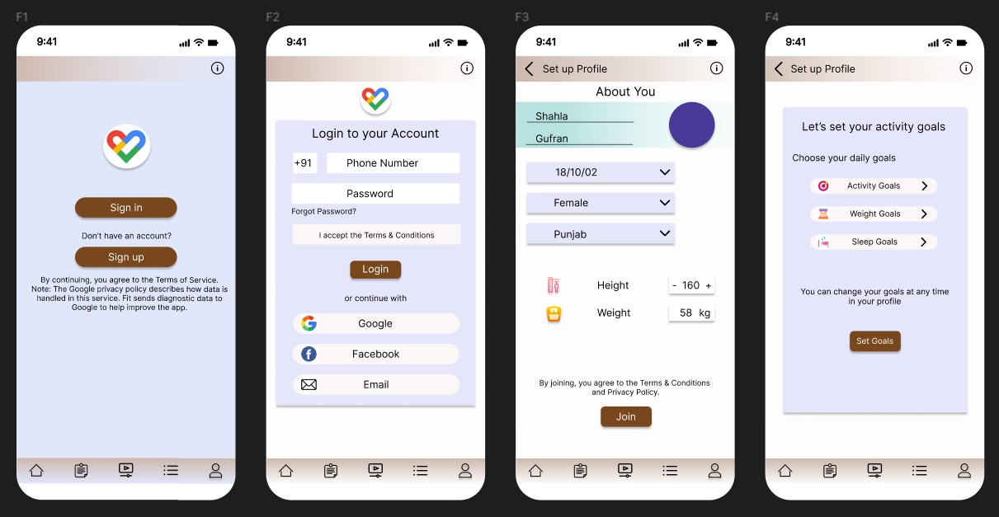 F1
9:41
Sign in
Don't have an account?
Sign up
By continuing, you agree to the Terms of Service.
Note: The Google privacy policy describes how data is
handled in this service. Fit sends diagnostic data to
Google to help improve the app.
F2
9:41
Login to your Account
+91 Phone Number
Password
Forgot Password?
I accept the Terms & Conditions
Login
or continue with
Google
Facebook
Email
F3
9:41
Set up Profile
About You
Shahla
Gufran
18/10/02
Female
Punjab
Height - 160 +
Weight 58 kg
By joining, you agree to the Terms & Conditions
and Privacy Policy.
Join
F4
9:41
Set up Profile
Let's set your activity goals
Choose your daily goals
Activity Goals
Weight Goals
Sleep Goals
You can change your goals at any time
in your profile
Set Goals